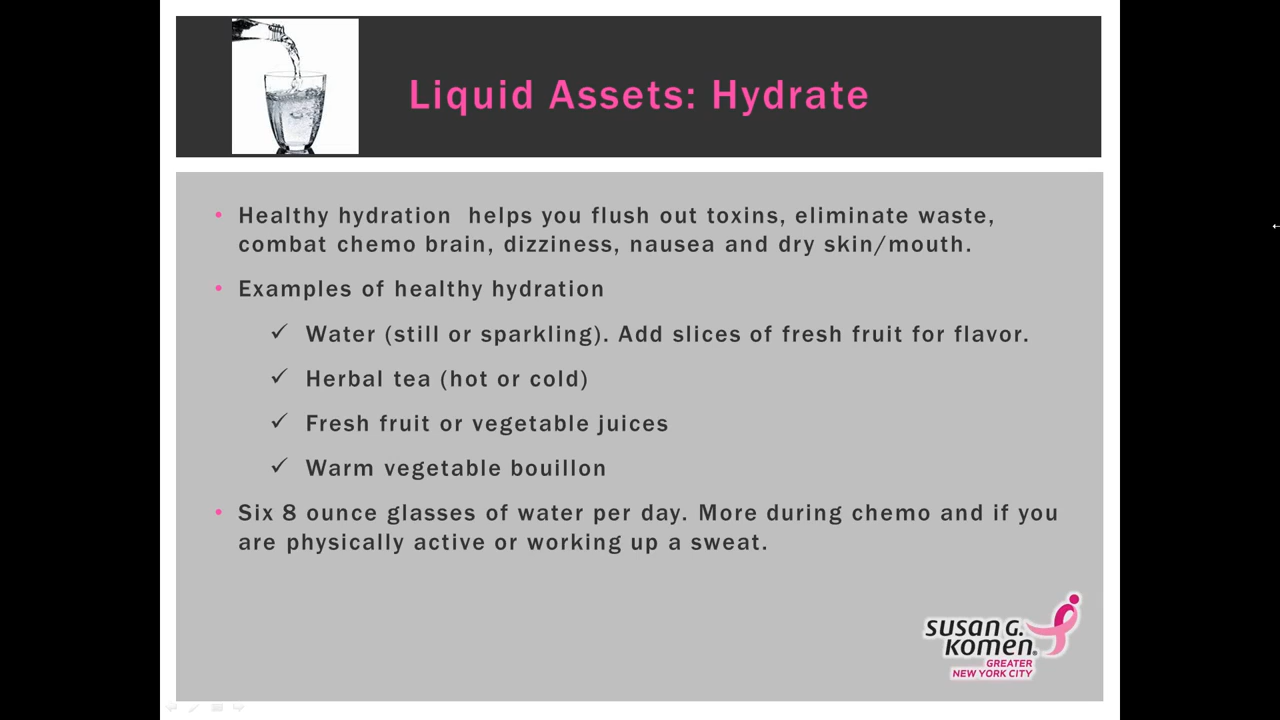 Liquid Assets: Hydrate
• Healthy hydration  helps you flush out toxins, eliminate waste,
combat chemo brain, dizziness, nausea and dry skin/mouth.
• Examples of healthy hydration
✓ Water (still or sparkling). Add slices of fresh fruit for flavor.
✓ Herbal tea (hot or cold)
✓ Fresh fruit or vegetable juices
✓ Warm vegetable bouillon
• Six 8 ounce glasses of water per day. More during chemo and if you
are physically active or working up a sweat.
susan G.
komen®
GREATER
NEW YORK CITY